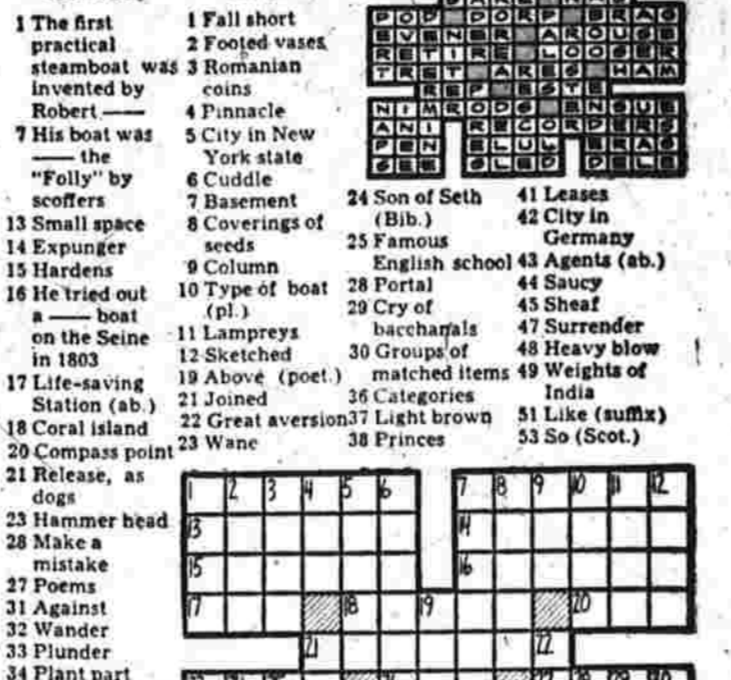 DARE RAG
POD DORP BRAG
EVENER AROUSE
RETIRE LOOSER
TRET ARES HAM
REP ESTE
NIMRODS ENSUE
ANI RECORDERS
PEN ELUL ERAS
SEE SLED DELE
1 The first
practical
steamboat was
invented by
Robert ——
7 His boat was
—— the
"Folly" by
scoffers
13 Small space
14 Expunger
15 Hardens
16 He tried out
a —— boat
on the Seine
in 1803
17 Life-saving
Station (ab.)
18 Coral island
20 Compass point
21 Release, as
dogs
23 Hammer head
28 Make a
mistake
27 Poems
31 Against
32 Wander
33 Plunder
34 Plant part
1 Fall short
2 Footed vases
3 Romanian
coins
4 Pinnacle
5 City in New
York state
6 Cuddle
7 Basement
8 Coverings of
seeds
9 Column
10 Type of boat
(pl.)
11 Lampreys
12 Sketched
19 Above (poet.)
21 Joined
22 Great aversion
23 Wane
24 Son of Seth
(Bib.)
25 Famous
English school
28 Portal
29 Cry of
bacchanals
30 Groups of
matched items
36 Categories
37 Light brown
38 Princes
41 Leases
42 City in
Germany
43 Agents (ab.)
44 Saucy
45 Sheaf
47 Surrender
48 Heavy blow
49 Weights of
India
51 Like (suffix)
53 So (Scot.)
1 2 3 4 5 6 7 8 9 10 11 12
13 14
15 16
17 18 19 20
21 22